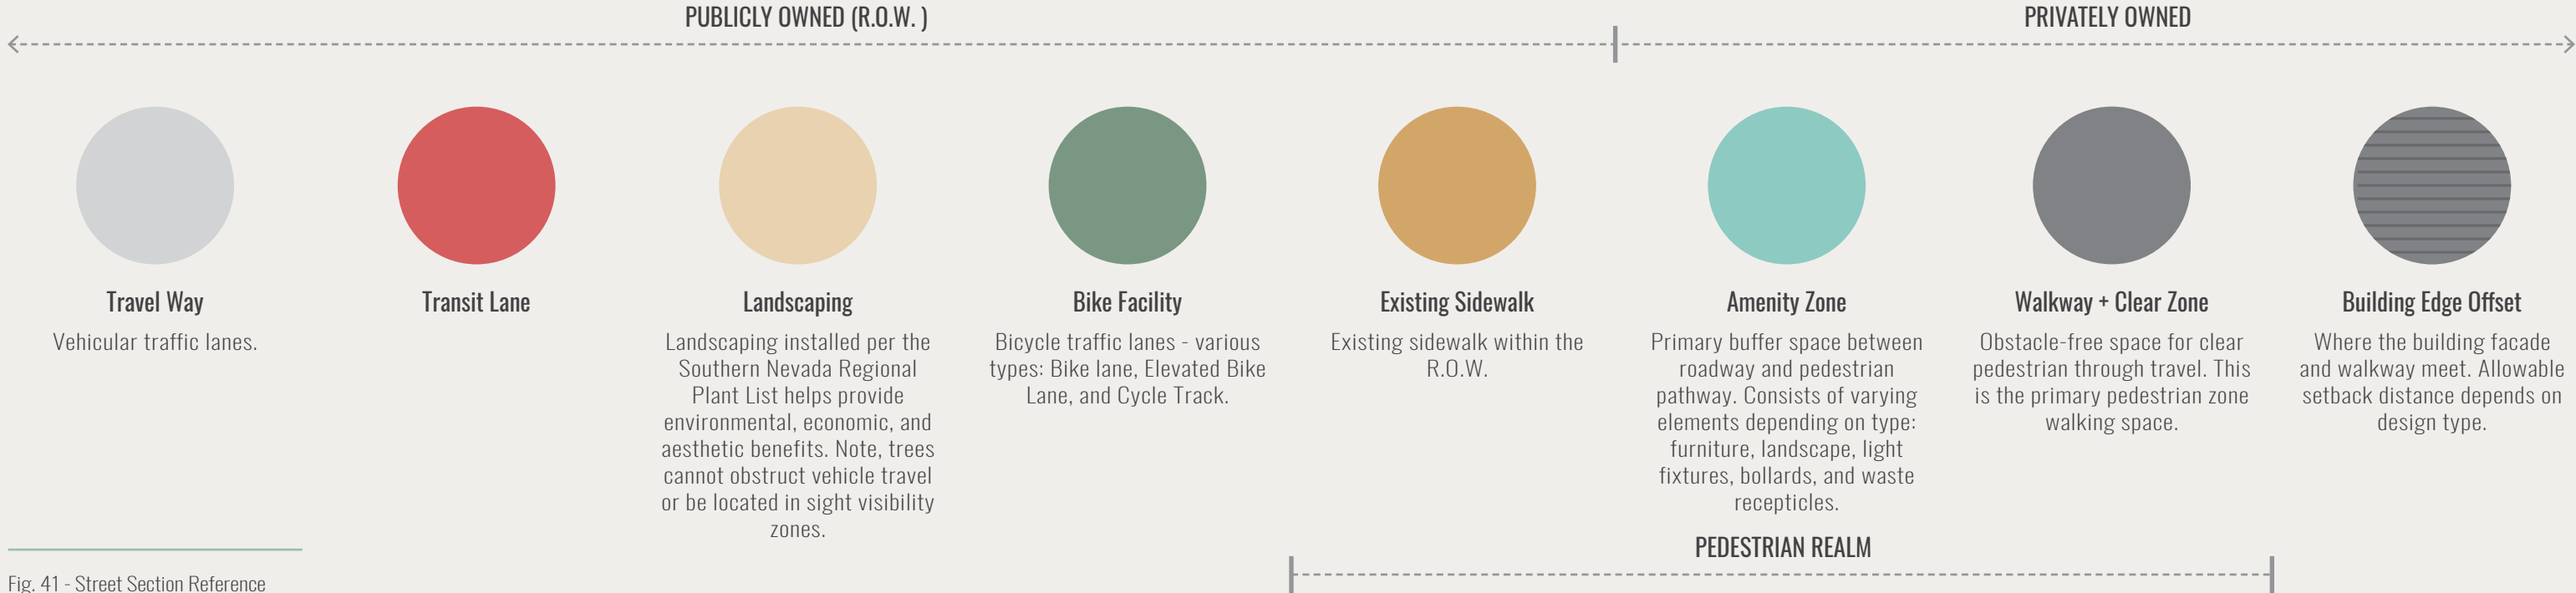 PUBLICLY OWNED (R.O.W. )
PRIVATELY OWNED
Travel Way
Vehicular traffic lanes.
Transit Lane
Landscaping
Landscaping installed per the
Southern Nevada Regional
Plant List helps provide
environmental, economic, and
aesthetic benefits. Note, trees
cannot obstruct vehicle travel
or be located in sight visibility
zones.
Bike Facility
Bicycle traffic lanes - various
types: Bike lane, Elevated Bike
Lane, and Cycle Track.
Existing Sidewalk
Existing sidewalk within the
R.O.W.
Amenity Zone
Primary buffer space between
roadway and pedestrian
pathway. Consists of varying
elements depending on type:
furniture, landscape, light
fixtures, bollards, and waste
recepticles.
Walkway + Clear Zone
Obstacle-free space for clear
pedestrian through travel. This
is the primary pedestrian zone
walking space.
Building Edge Offset
Where the building facade
and walkway meet. Allowable
setback distance depends on
design type.
PEDESTRIAN REALM
Fig. 41 - Street Section Reference